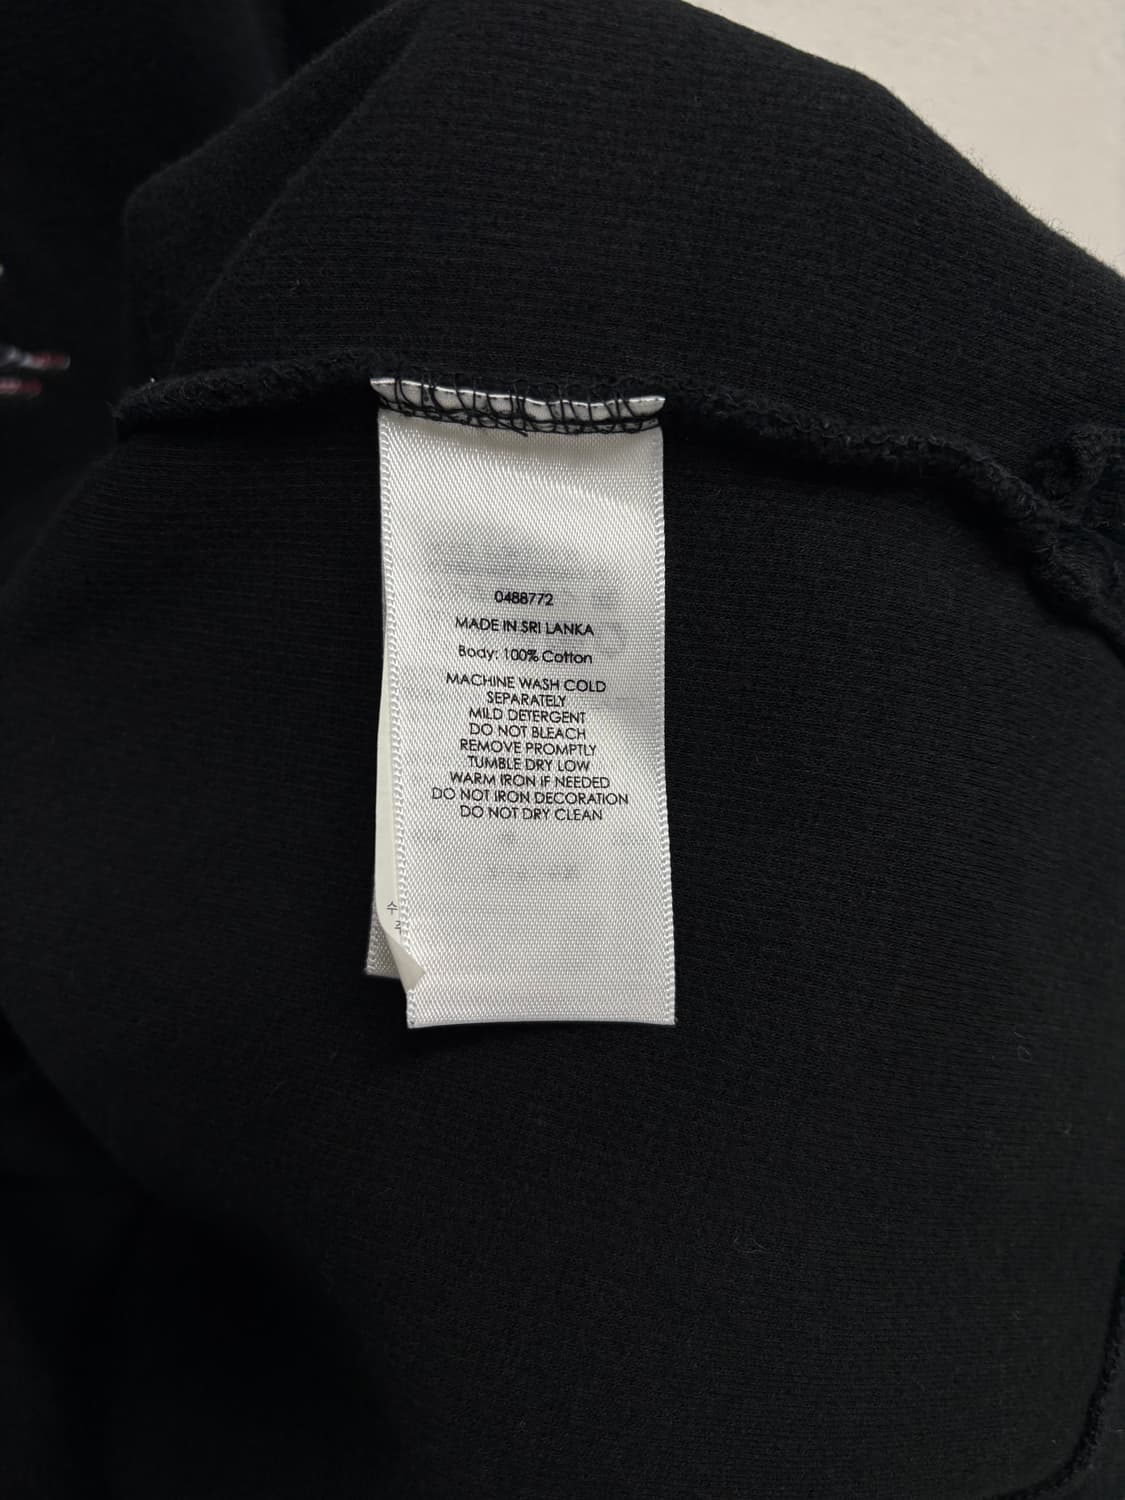 0488772
MADE IN SRI LANKA
Body: 100% Cotton
MACHINE WASH COLD
SEPARATELY
MILD DETERGENT
DO NOT BLEACH
REMOVE PROMPTLY
TUMBLE DRY LOW
WARM IRON IF NEEDED
DO NOT IRON DECORATION
DO NOT DRY CLEAN
수